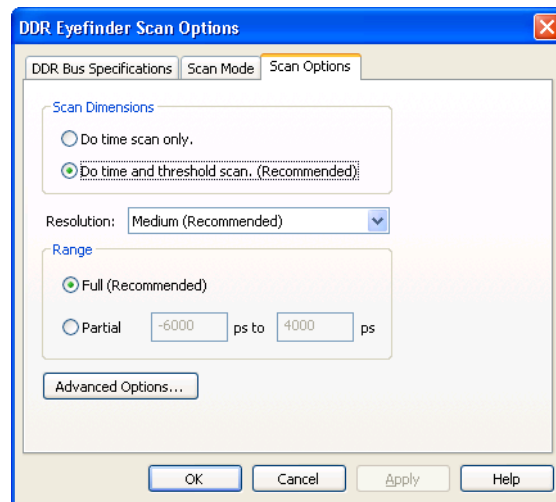 DDR Eyefinder Scan Options
DDR Bus Specifications Scan Mode Scan Options
Scan Dimensions
Do time scan only.
Do time and threshold scan. (Recommended)
Resolution: Medium (Recommended)
Range
Full (Recommended)
Partial -6000 ps to 4000 ps
Advanced Options...
OK Cancel Apply Help